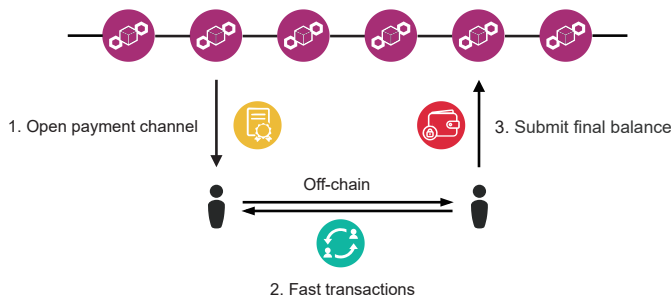 1. Open payment channel
3. Submit final balance
Off-chain
2. Fast transactions